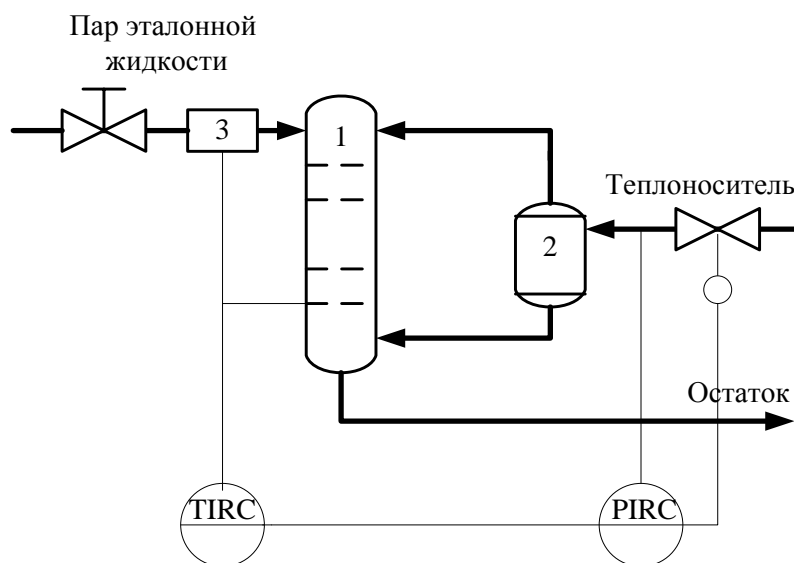 Пар эталонной
жидкости
3
1
Теплоноситель
2
Остаток
TIRC
PIRC